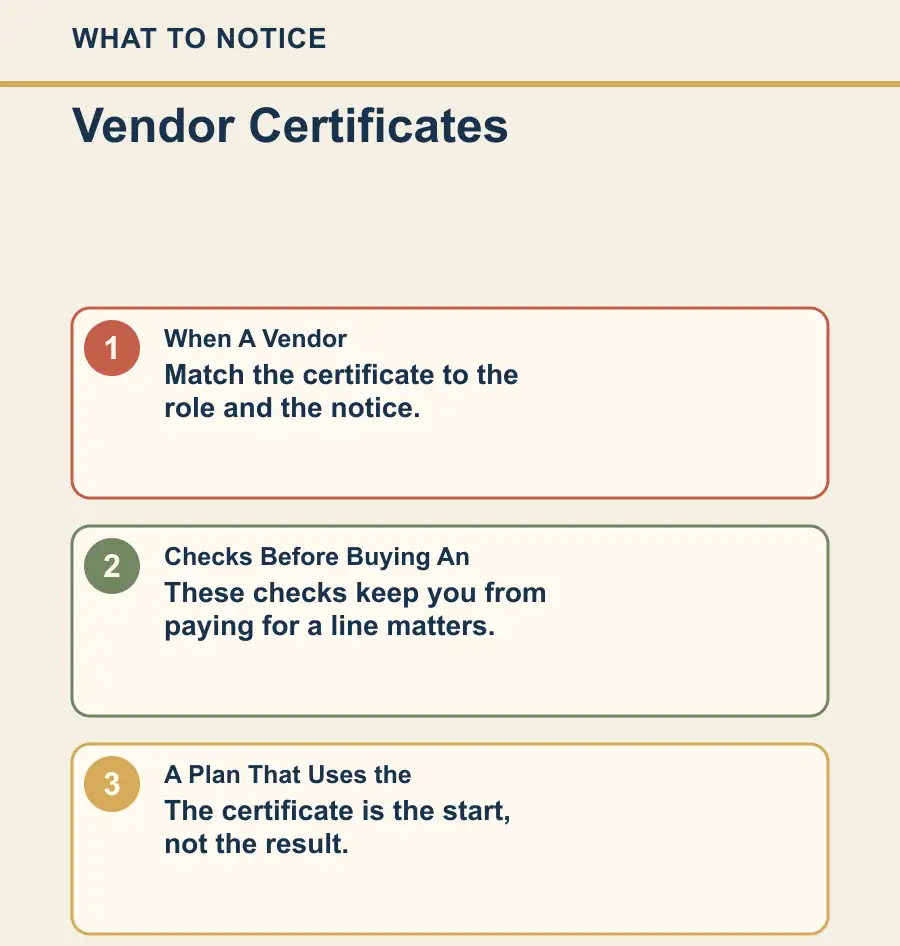 WHAT TO NOTICE
Vendor Certificates
1
When A Vendor
Match the certificate to the
role and the notice.
2
Checks Before Buying An
These checks keep you from
paying for a line matters.
3
A Plan That Uses the
The certificate is the start,
not the result.